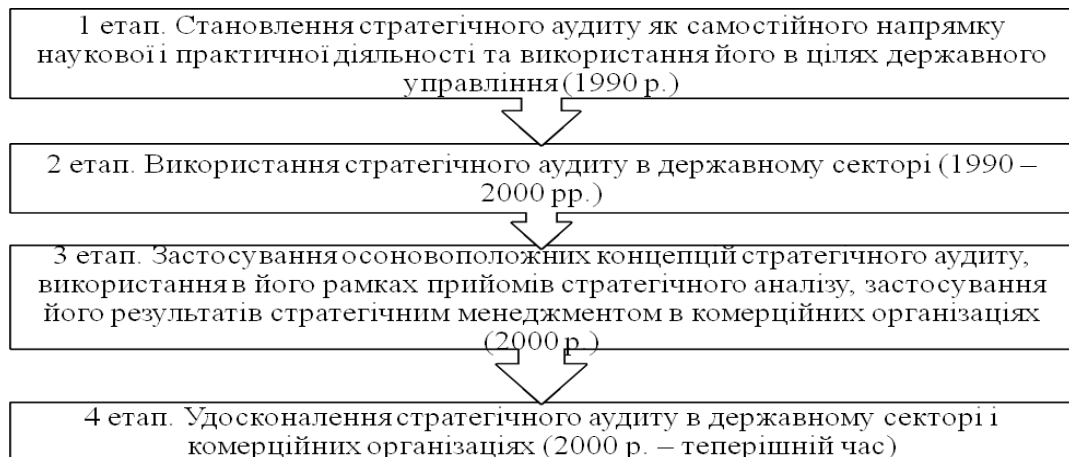 1 етап. Становлення стратегічного аудиту як самостійного напрямку
наукової і практичної діяльності та використання його в цілях державного
управління (1990 р.)
2 етап. Використання стратегічного аудиту в державному секторі (1990 –
2000 рр.)
3 етап. Застосування осоновоположних концепцій стратегічного аудиту,
використання в його рамках прийомів стратегічного аналізу, застосування
його результатів стратегічним менеджментом в комерційних організаціях
(2000 р.)
4 етап. Удосконалення стратегічного аудиту в державному секторі і
комерційних організаціях (2000 р. – теперішній час)